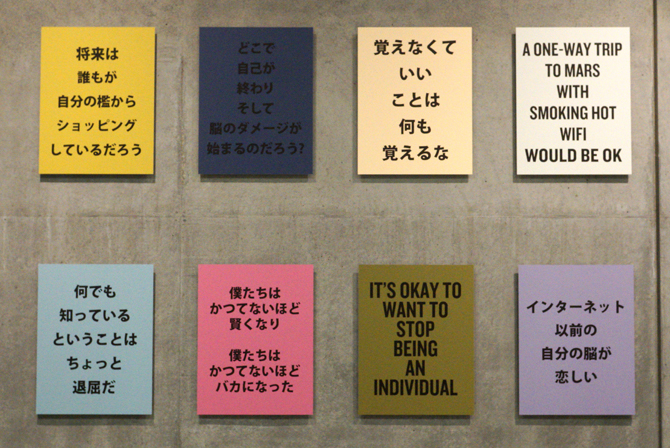 将来は
誰もが
自分の檻から
ショッピング
しているだろう
どこで
自己が
終わり
そして
脳のダメージが
始まるのだろう?
覚えなくて
いい
ことは
何も
覚えるな
A ONE-WAY TRIP
TO MARS
WITH
SMOKING HOT
WIFI
WOULD BE OK
何でも
知っている
ということは
ちょっと
退屈だ
僕たちは
かつてないほど
賢くなり
僕たちは
かつてないほど
バカになった
IT'S OKAY TO
WANT TO
STOP
BEING
AN
INDIVIDUAL
インターネット
以前の
自分の脳が
恋しい